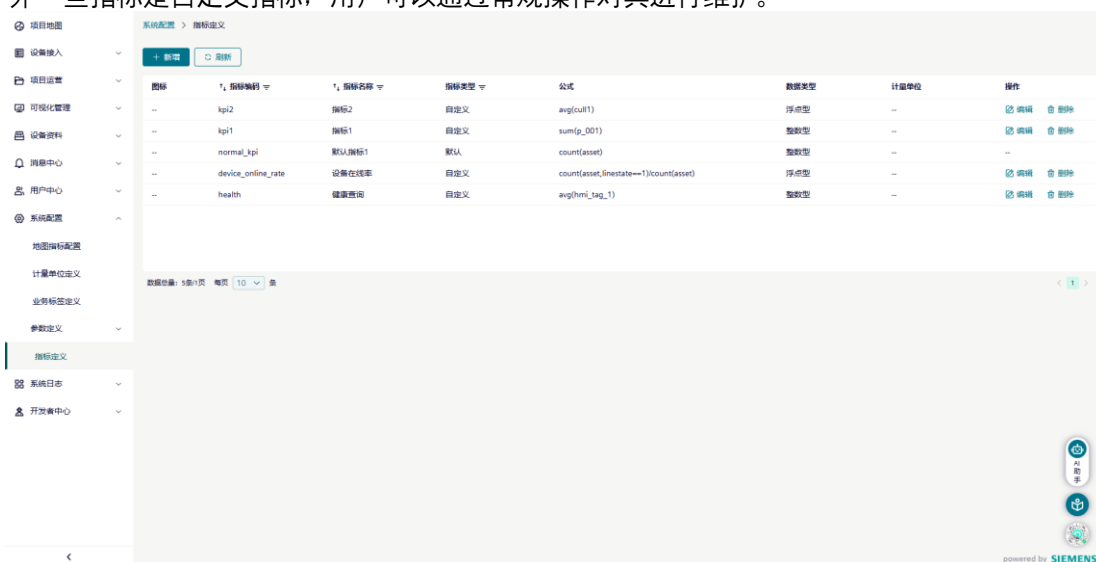 升一些指标是自定义指标，用户可以通过常规操作对其进行维护。
项目地图
设备接入
项目运营
可视化管理
设备资料
消息中心
用户中心
系统配置
地图指标配置
计量单位定义
业务标签定义
参数定义
指标定义
系统日志
开发者中心
系统配置 > 指标定义
+ 新增 刷新
图标 指标编码 指标名称 指标类型 公式 数据类型 计量单位 操作
-- kpi2 指标2 自定义 avg(cull1) 浮点型 -- 编辑 删除
-- kpi1 指标1 自定义 sum(p_001) 整数型 -- 编辑 删除
-- normal_kpi 默认指标1 默认 count(asset) 整数型 -- --
-- device_online_rate 设备在线率 自定义 count(asset,linestate==1)/count(asset) 浮点型 -- 编辑 删除
-- health 健康查询 自定义 avg(hmi_tag_1) 整数型 -- 编辑 删除
数据总量: 5条/1页 每页 10 条
< 1 >
AI
助
手
powered by SIEMENS